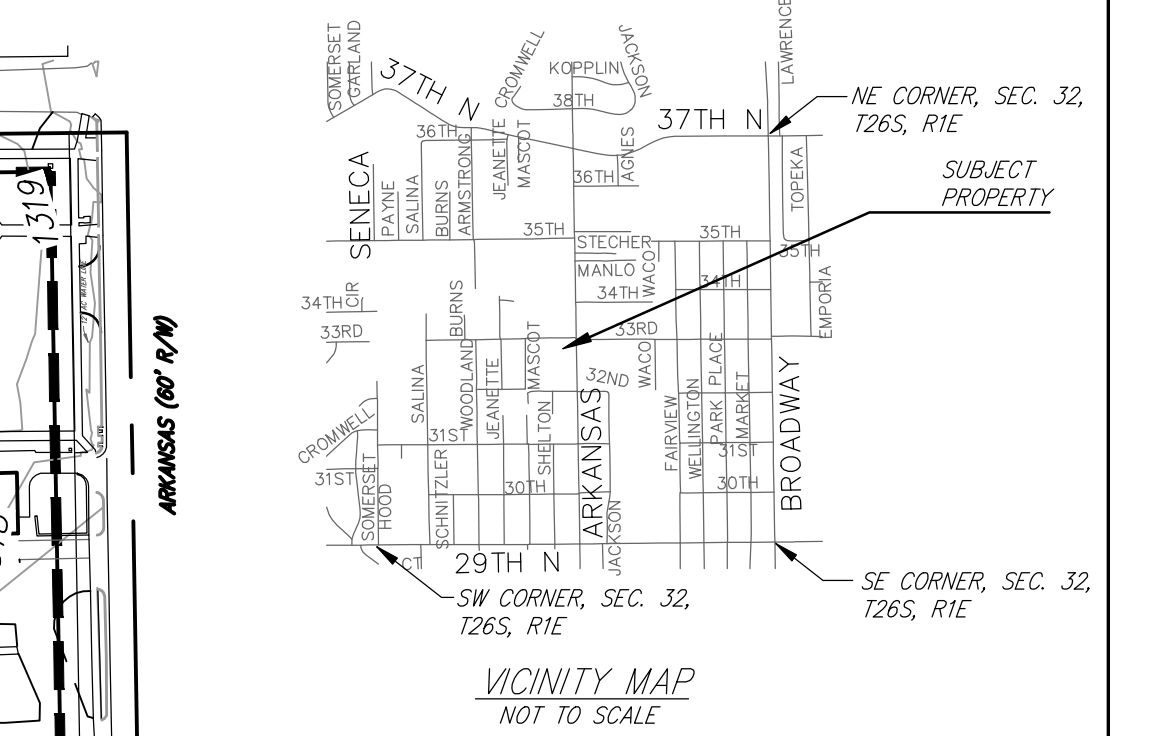 SOMERSET
GARLAND
37TH N
CROMWELL
KOPPLIN
JACKSON
38TH
LAWRENCE
37TH N
NE CORNER, SEC. 32,
T26S, R1E
36TH
ARMSTRONG
JEANETTE
MASCOT
AGNES
36TH
SUBJECT
PROPERTY
SENECA
PAYNE
SALINA
BURNS
TOPEKA
35TH
STECHER
35TH
35TH
MANLO
WACO
34TH
34TH
34TH
CIR
BURNS
EMPORIA
33RD
33RD
MASCOT
1319
12" AC WATER LINE
ARKANSAS (60' R/W)
SALINA
WOODLAND
JEANETTE
32ND
WACO
PARK PLACE
BROADWAY
CROMWELL
31ST
SHELTON
ARKANSAS
FAIRVIEW
WELLINGTON
MARKET
31ST
31ST
SOMERSET
HOOD
SCHNITZLER
30TH
30TH
JACKSON
CT
29TH N
SW CORNER, SEC. 32,
T26S, R1E
SE CORNER, SEC. 32,
T26S, R1E
VICINITY MAP
NOT TO SCALE